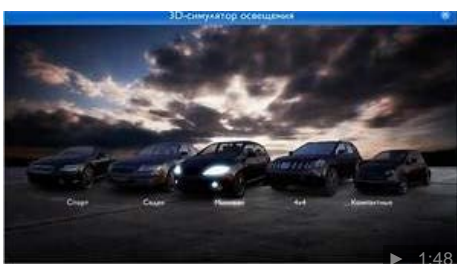 3D-симулятор освещения
Спорт
Седан
Минивэн
4x4
Компактные
1:48